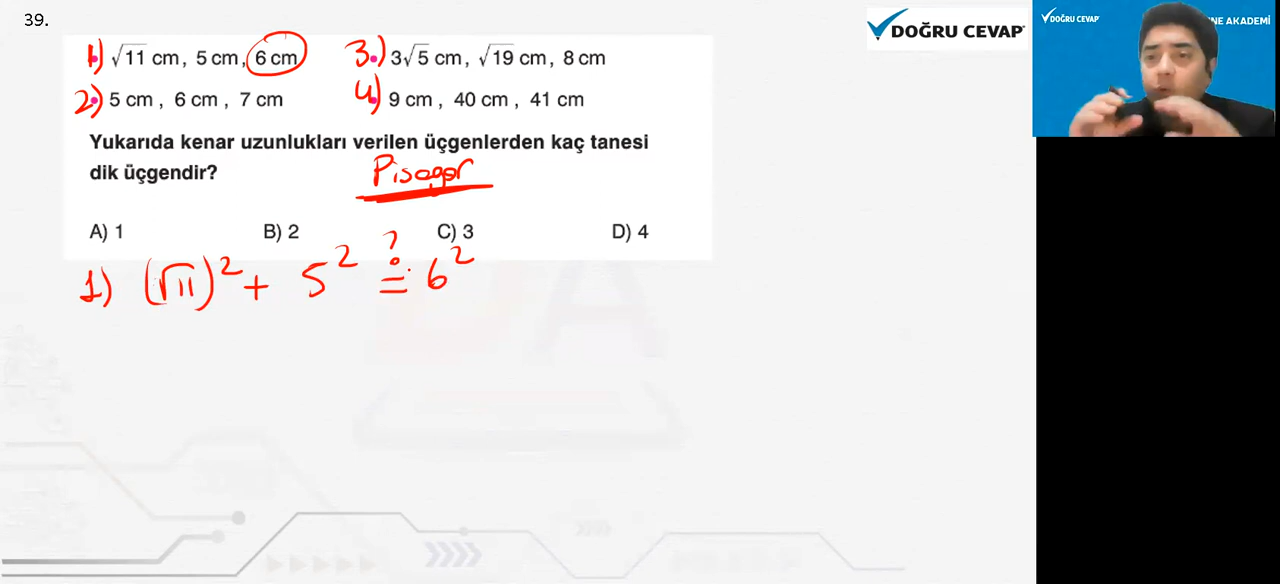 39.
DOĞRU CEVAP
DOĞRU CEVAP
NE AKADEMİ
1) √11 cm, 5 cm, 6 cm
3.) 3√5 cm, √19 cm, 8 cm
2) 5 cm , 6 cm , 7 cm
4) 9 cm , 40 cm , 41 cm
Yukarıda kenar uzunlukları verilen üçgenlerden kaç tanesi
dik üçgendir?
Pisagor
A) 1 B) 2 C) 3 D) 4
1) (√11)² + 5² ≟ 6²